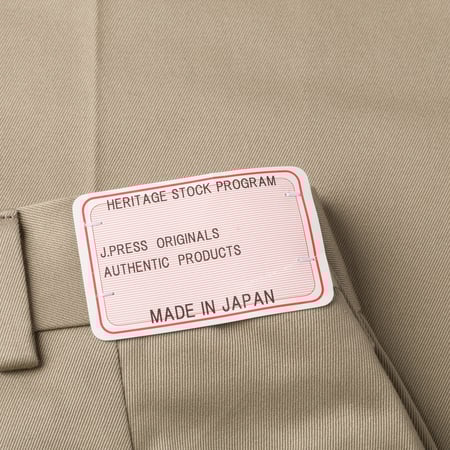 HERITAGE STOCK PROGRAM
J.PRESS ORIGINALS
AUTHENTIC PRODUCTS
MADE IN JAPAN